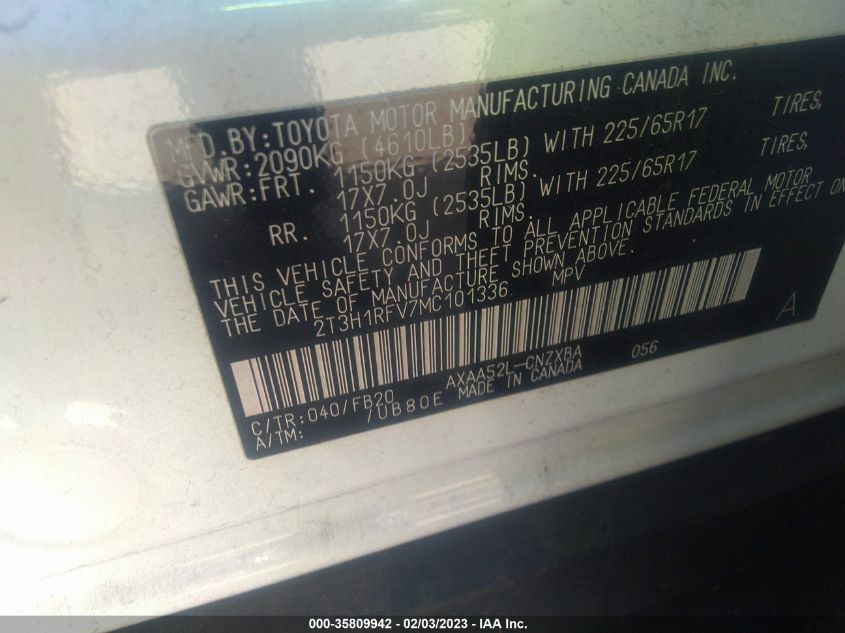 MFD. BY: TOYOTA MOTOR MANUFACTURING CANADA INC.
GVWR: 2090KG (4610LB)
GAWR: FRT. 1150KG (2535LB) WITH 225/65R17 TIRES,
17X7.0J RIMS.
RR. 1150KG (2535LB) WITH 225/65R17 TIRES,
17X7.0J RIMS.
THIS VEHICLE CONFORMS TO ALL APPLICABLE FEDERAL MOTOR
VEHICLE SAFETY AND THEFT PREVENTION STANDARDS IN EFFECT ON
THE DATE OF MANUFACTURE SHOWN ABOVE.
2T3H1RFV7MC101336 MPV
A
AXAA52L-CNZXBA 056
C/TR: 040/FB20 MADE IN CANADA
A/TM: /UB80E
000-35809942 - 02/03/2023 - IAA Inc.